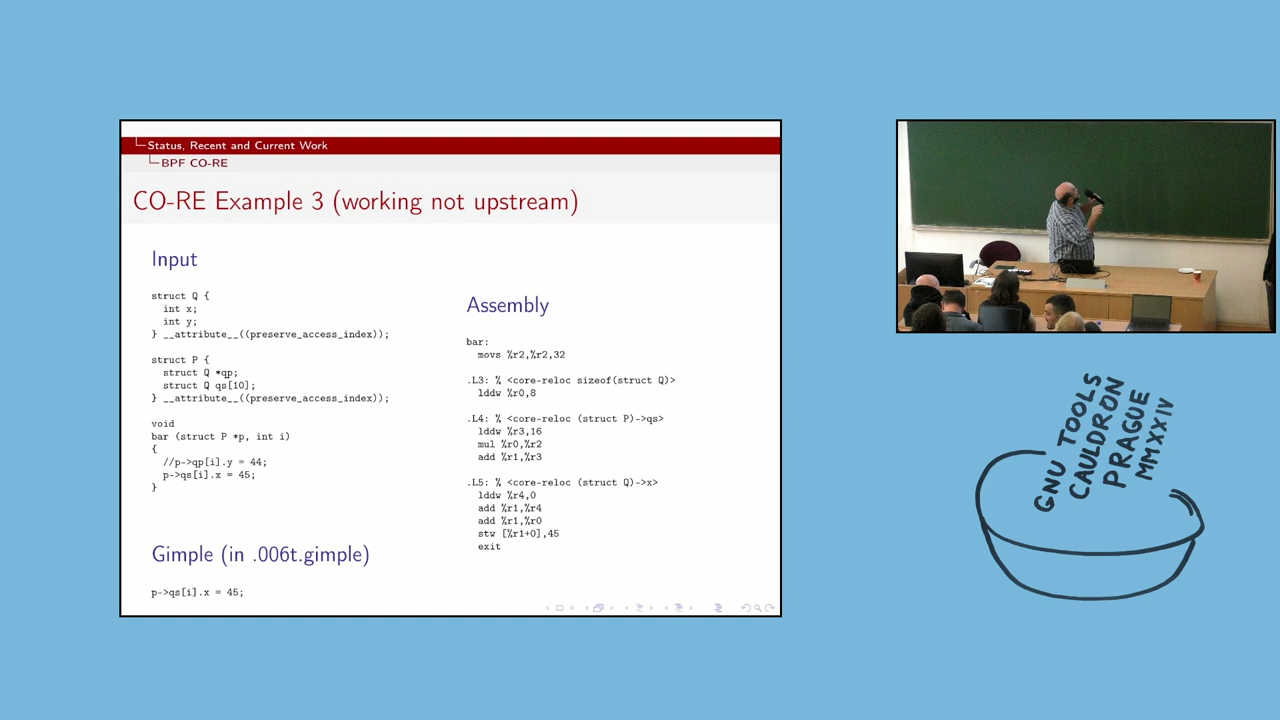 Status, Recent and Current Work
BPF CO-RE
CO-RE Example 3 (working not upstream)
Input
struct Q {
int x;
int y;
} __attribute__((preserve_access_index));
struct P {
struct Q *qp;
struct Q qs[10];
} __attribute__((preserve_access_index));
void
bar (struct P *p, int i)
{
//p->qp[i].y = 44;
p->qs[i].x = 45;
}
Gimple (in .006t.gimple)
p->qs[i].x = 45;
Assembly
bar:
movs %r2,%r2,32
.L3: % <core-reloc sizeof(struct Q)>
lddw %r0,8
.L4: % <core-reloc (struct P)->qs>
lddw %r3,16
mul %r0,%r2
add %r1,%r3
.L5: % <core-reloc (struct Q)->x>
lddw %r4,0
add %r1,%r4
add %r1,%r0
stw [%r1+0],45
exit
GNU TOOLS
CAULDRON
PRAGUE
MMXXIV